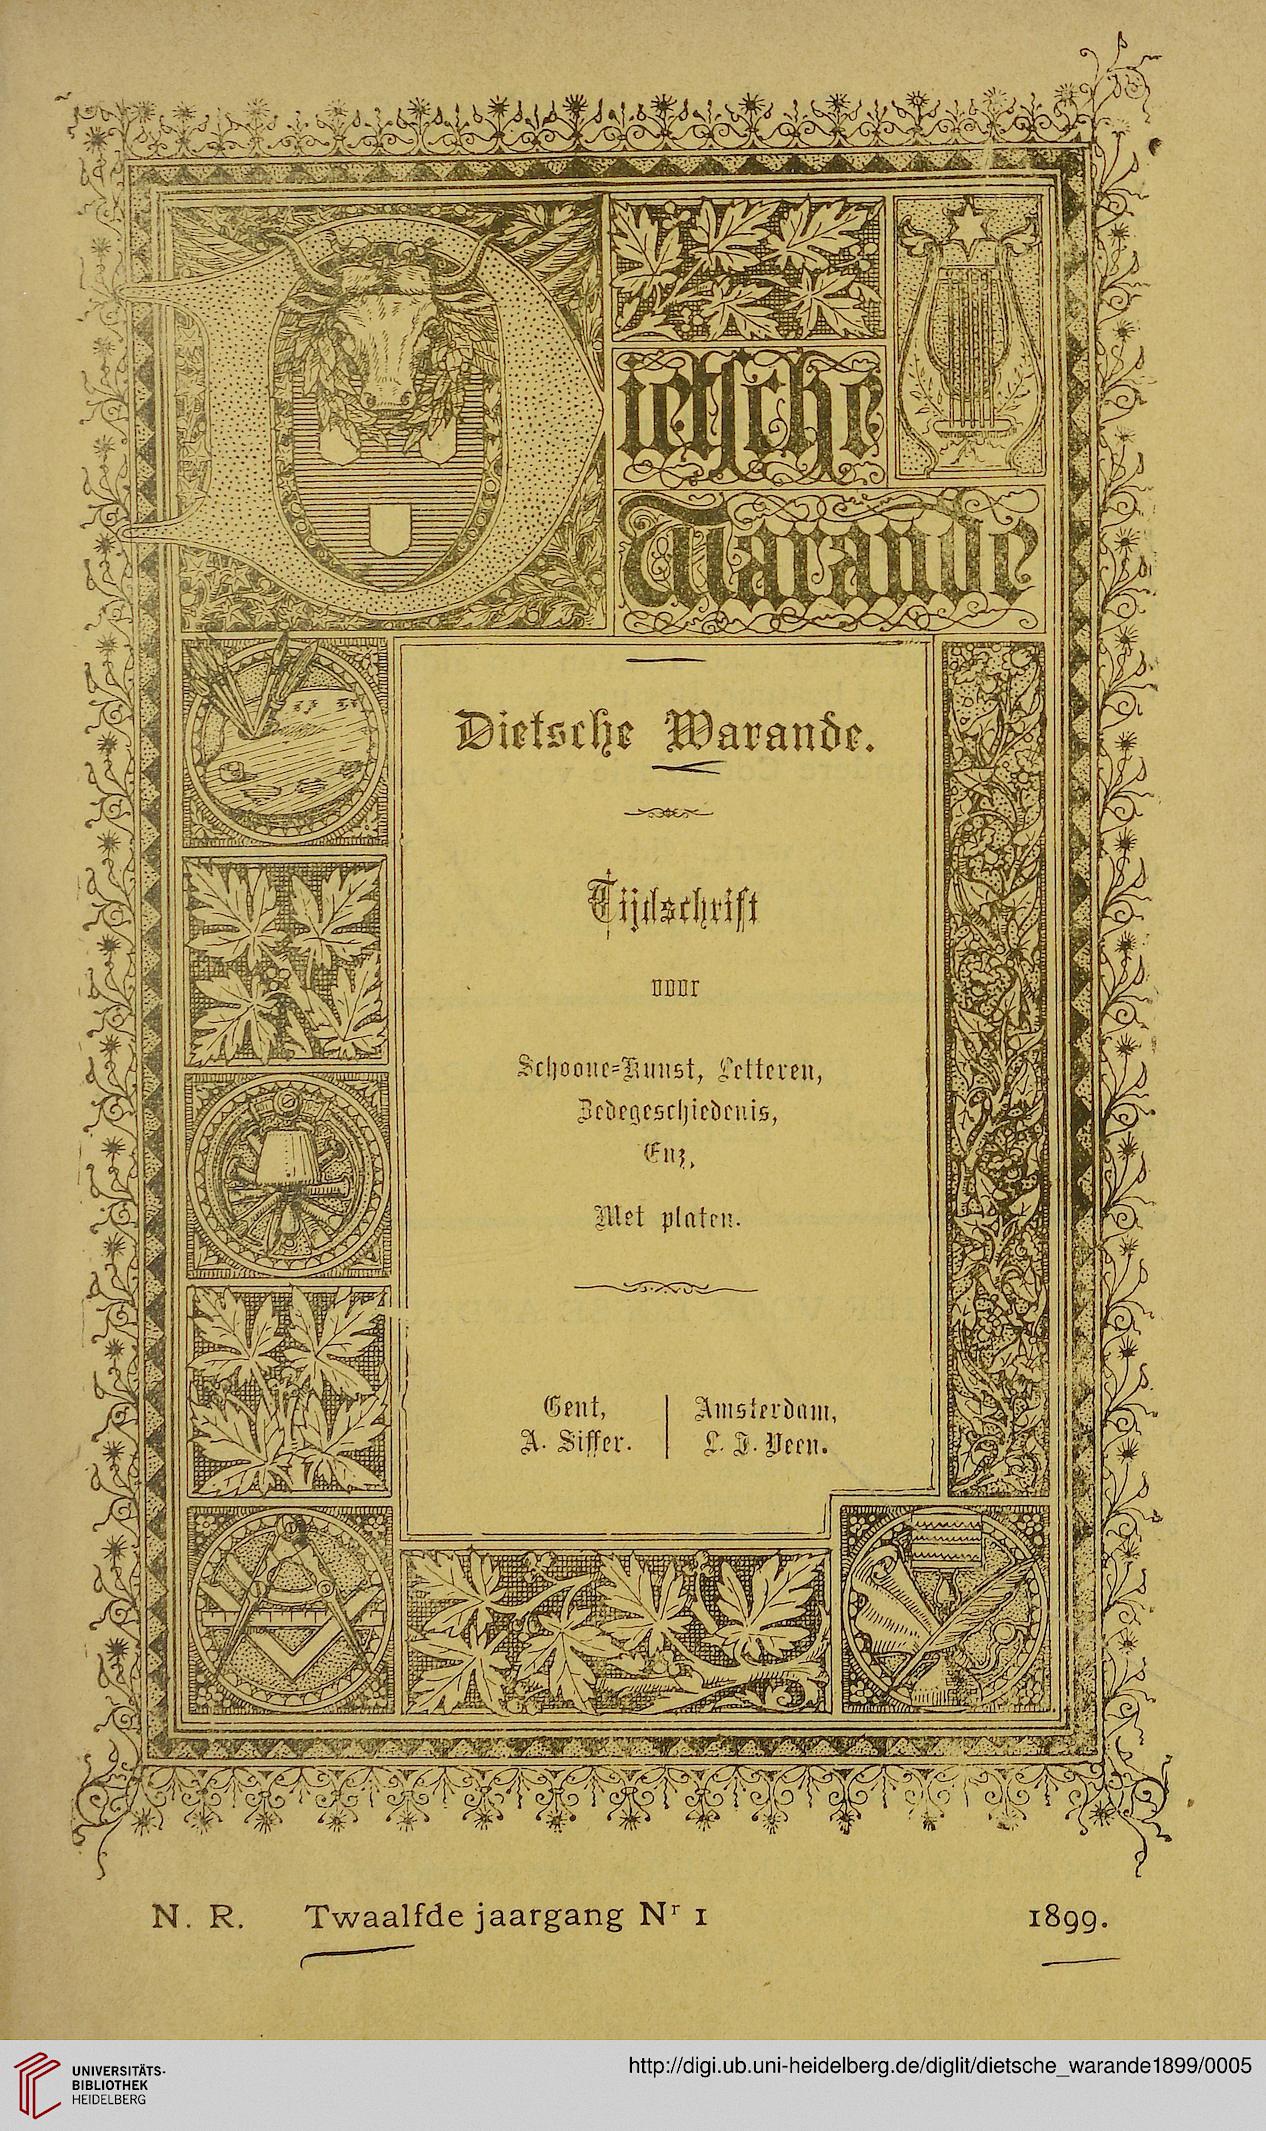 Dietsche
Warande
Dietsche Warande.
Tijdschrift
voor
Schoone=Kunst, Letteren,
Zedegeschiedenis,
Enz,
Met platen.
Gent,
A. Siffer.
Amsterdam,
L. J. Veen.
N. R. Twaalfde jaargang Nr 1 1899.
UNIVERSITÄTS-
BIBLIOTHEK
HEIDELBERG
http://digi.ub.uni-heidelberg.de/diglit/dietsche_warande1899/0005